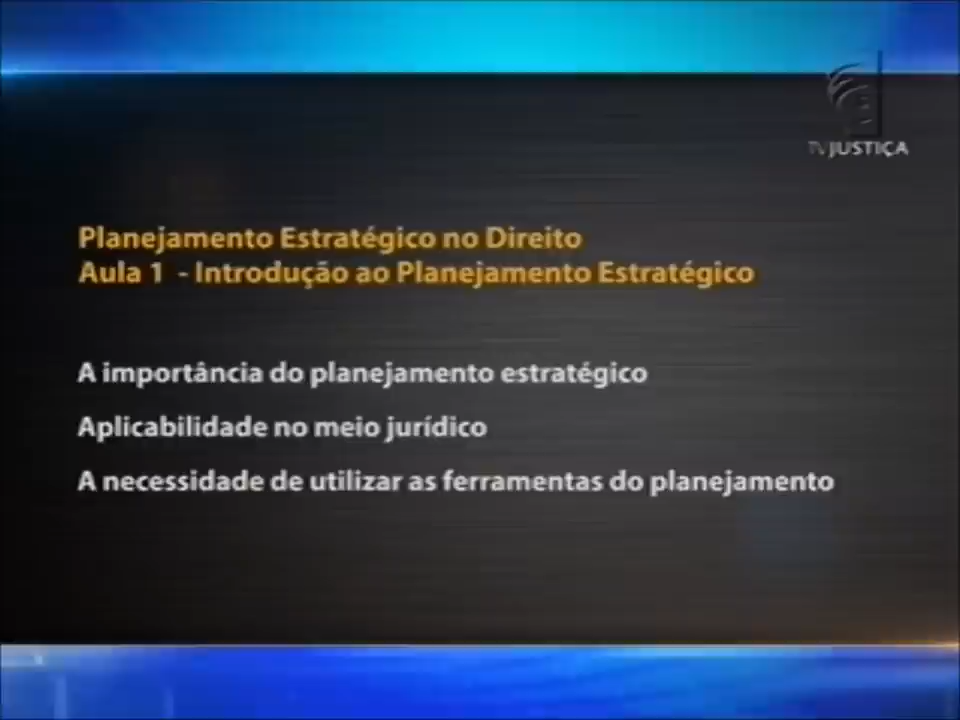 TV JUSTIÇA
Planejamento Estratégico no Direito
Aula 1 - Introdução ao Planejamento Estratégico
A importância do planejamento estratégico
Aplicabilidade no meio jurídico
A necessidade de utilizar as ferramentas do planejamento